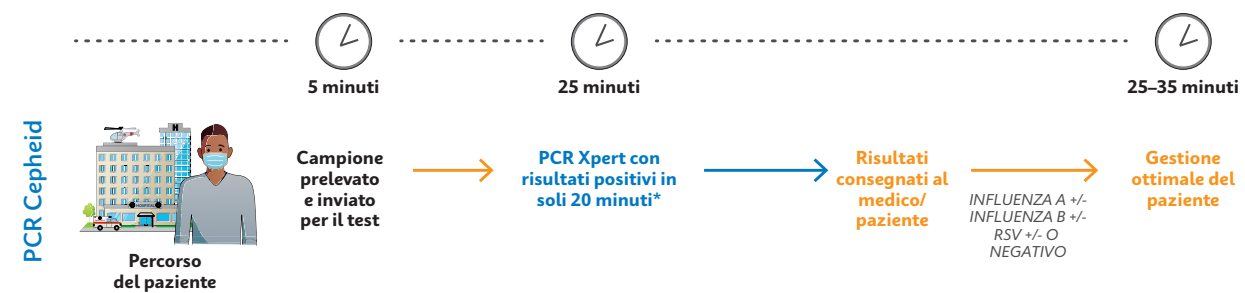 5 minuti
25 minuti
25–35 minuti
PCR Cepheid
Percorso
del paziente
Campione
prelevato
e inviato
per il test
PCR Xpert con
risultati positivi in
soli 20 minuti*
Risultati
consegnati al
medico/
paziente
INFLUENZA A +/-
INFLUENZA B +/-
RSV +/- O
NEGATIVO
Gestione
ottimale del
paziente
H
HOSPITAL